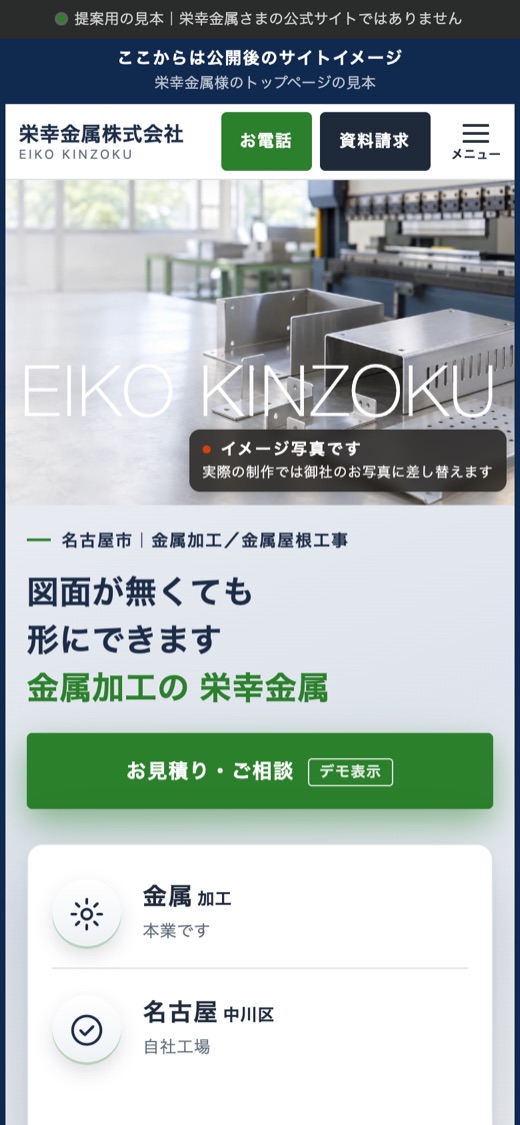 提案用の見本｜栄幸金属さまの公式サイトではありません
ここからは公開後のサイトイメージ
栄幸金属様のトップページの見本
栄幸金属株式会社
EIKO KINZOKU
お電話
資料請求
メニュー
EIKO KINZOKU
イメージ写真です
実際の制作では御社のお写真に差し替えます
名古屋市｜金属加工／金属屋根工事
図面が無くても
形にできます
金属加工の 栄幸金属
お見積り・ご相談 デモ表示
金属 加工
本業です
名古屋 中川区
自社工場